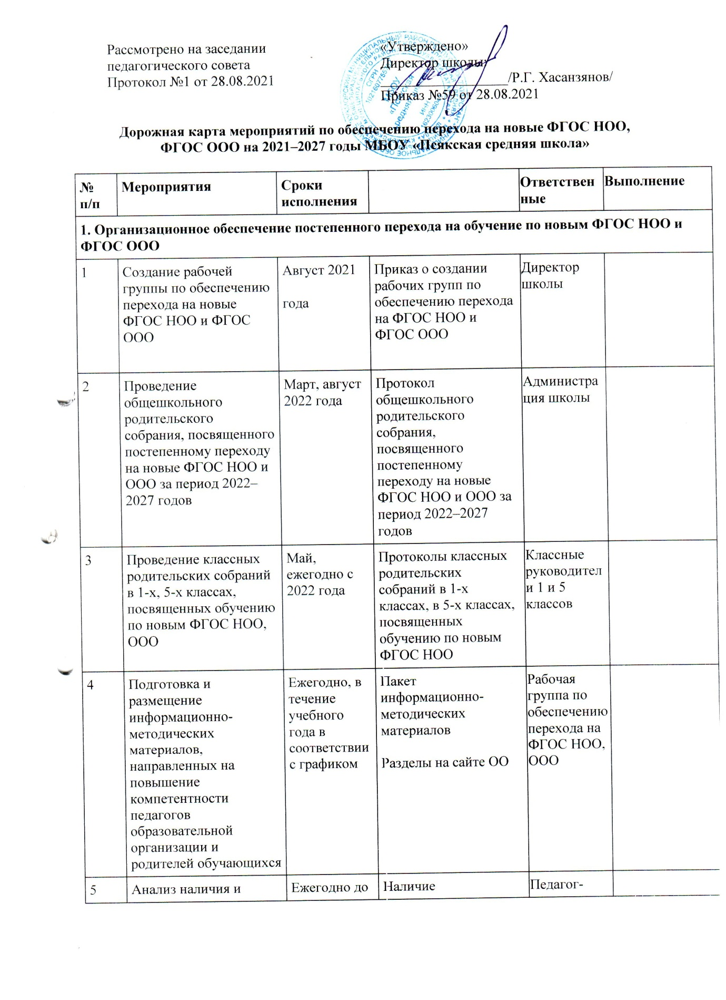 Рассмотрено на заседании
педагогического совета
Протокол №1 от 28.08.2021
«Утверждено»
Директор школы:
/Р.Г. Хасанзянов/
Приказ №59 от 28.08.2021
МБОУ
«Псякская
средняя
ОГРН
ИНН
Дорожная карта мероприятий по обеспечению перехода на новые ФГОС НОО,
ФГОС ООО на 2021–2027 годы МБОУ «Псякская средняя школа»
№
п/п
Мероприятия
Сроки
исполнения
Ответствен
ные
Выполнение
1. Организационное обеспечение постепенного перехода на обучение по новым ФГОС НОО и
ФГОС ООО
1
Создание рабочей
группы по обеспечению
перехода на новые
ФГОС НОО и ФГОС
ООО
Август 2021
года
Приказ о создании
рабочих групп по
обеспечению перехода
на ФГОС НОО и
ФГОС ООО
Директор
школы
2
Проведение
общешкольного
родительского
собрания, посвященного
постепенному переходу
на новые ФГОС НОО и
ООО за период 2022–
2027 годов
Март, август
2022 года
Протокол
общешкольного
родительского
собрания,
посвященного
постепенному
переходу на новые
ФГОС НОО и ООО за
период 2022–2027
годов
Администра
ция школы
3
Проведение классных
родительских собраний
в 1-х, 5-х классах,
посвященных обучению
по новым ФГОС НОО,
ООО
Май,
ежегодно с
2022 года
Протоколы классных
родительских
собраний в 1-х
классах, в 5-х классах,
посвященных
обучению по новым
ФГОС НОО
Классные
руководител
и 1 и 5
классов
4
Подготовка и
размещение
информационно-
методических
материалов,
направленных на
повышение
компетентности
педагогов
образовательной
организации и
родителей обучающихся
Ежегодно, в
течение
учебного
года в
соответствии
с графиком
Пакет
информационно-
методических
материалов
Разделы на сайте ОО
Рабочая
группа по
обеспечению
перехода на
ФГОС НОО,
ООО
5
Анализ наличия и
Ежегодно до
Наличие
Педагог-